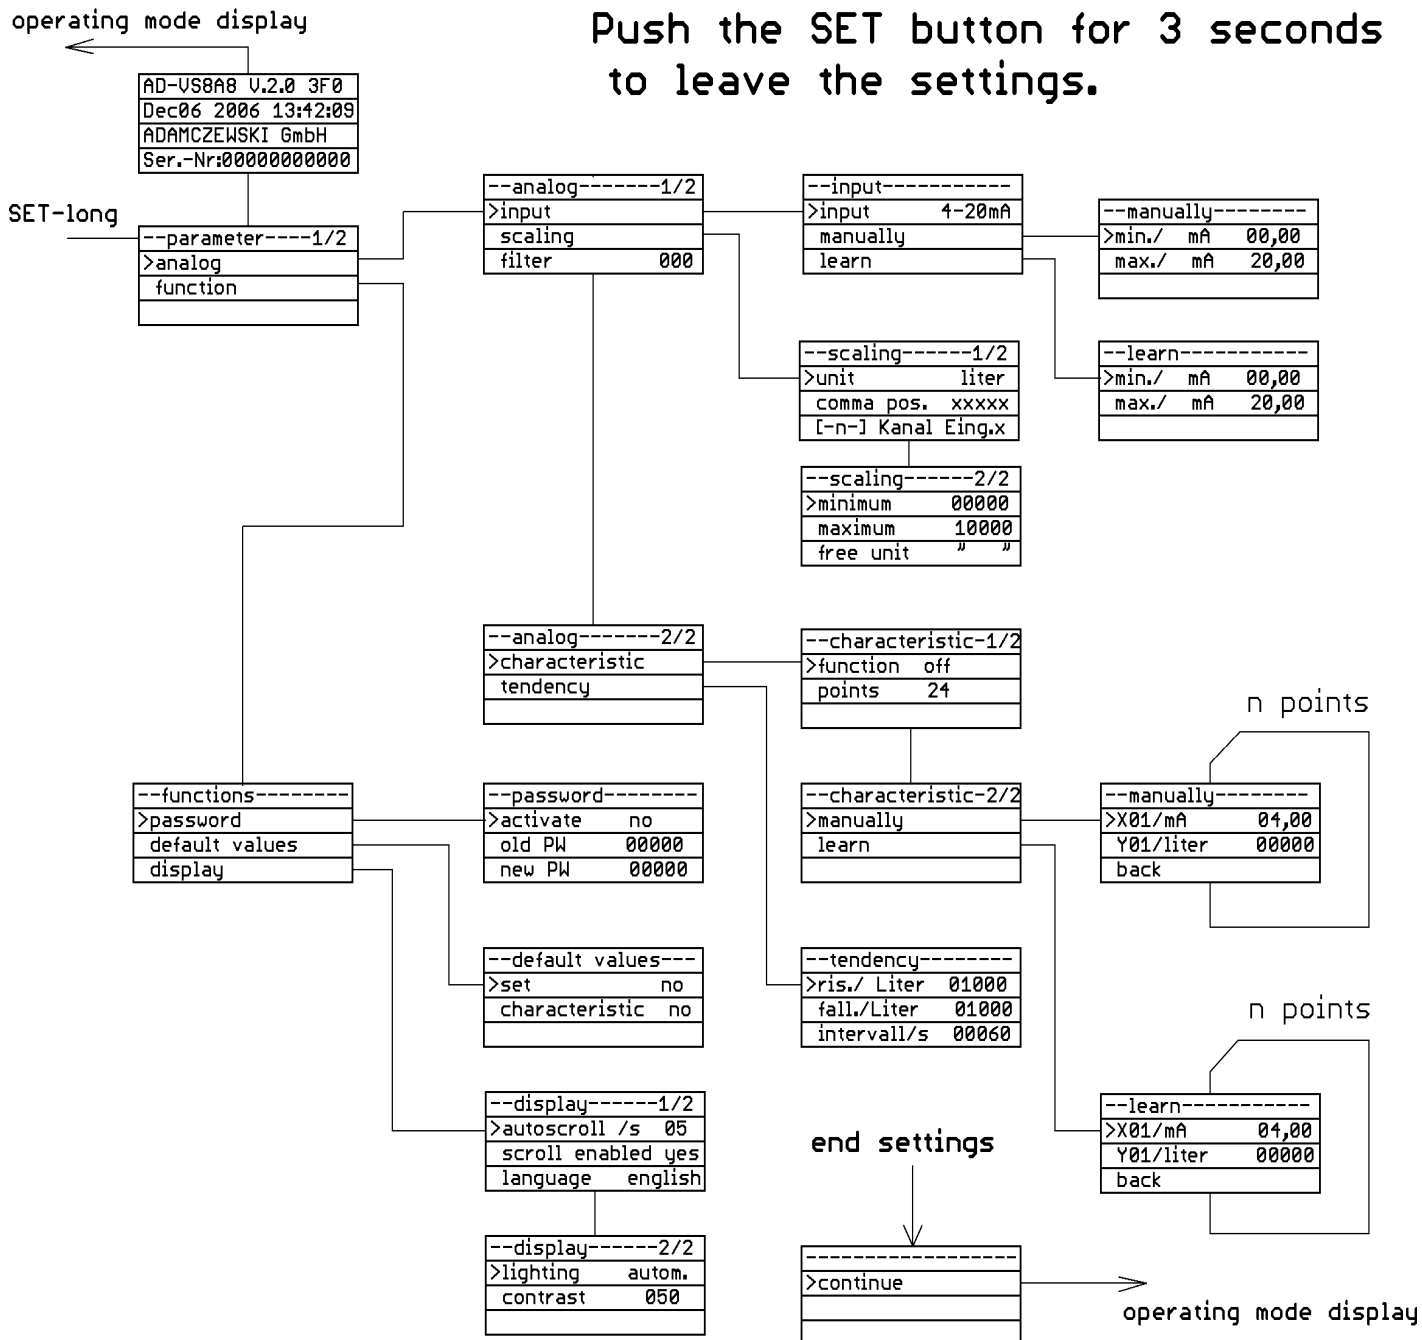 operating mode display
Push the SET button for 3 seconds
to leave the settings.
AD-VS8A8 V.2.0 3F0
Dec06 2006 13:42:09
ADAMCZEWSKI GmbH
Ser.-Nr:00000000000
SET-long
--parameter----1/2
>analog
function
--analog-------1/2
>input
scaling
filter 000
--input-----------
>input 4-20mA
manually
learn
--manually--------
>min./ mA 00,00
max./ mA 20,00
--scaling------1/2
>unit liter
comma pos. xxxxx
[-n-] Kanal Eing.x
--learn-----------
>min./ mA 00,00
max./ mA 20,00
--scaling------2/2
>minimum 00000
maximum 10000
free unit " "
--analog-------2/2
>characteristic
tendency
--characteristic-1/2
>function off
points 24
n points
--functions--------
>password
default values
display
--password--------
>activate no
old PW 00000
new PW 00000
--characteristic-2/2
>manually
learn
--manually--------
>X01/mA 04,00
Y01/liter 00000
back
--default values---
>set no
characteristic no
--tendency--------
>ris./ Liter 01000
fall./Liter 01000
intervall/s 00060
n points
--display------1/2
>autoscroll /s 05
scroll enabled yes
language english
--learn-----------
>X01/mA 04,00
Y01/liter 00000
back
end settings
--display------2/2
>lighting autom.
contrast 050
------------------
>continue
operating mode display